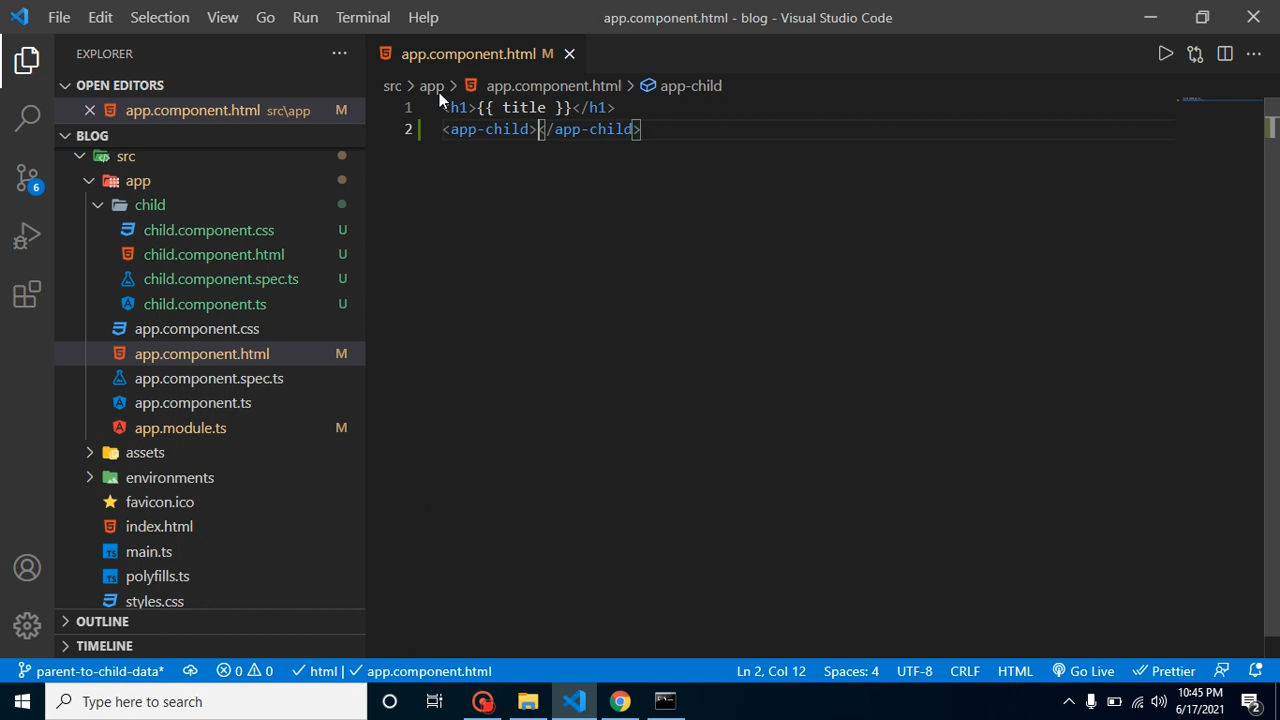 File Edit Selection View Go Run Terminal Help app.component.html - blog - Visual Studio Code
EXPLORER
app.component.html M
OPEN EDITORS
app.component.html src\app M
src app app.component.html app-child
BLOG
1 h1>{{ title }}</h1>
2 <app-child></app-child>
src
app
child
child.component.css U
child.component.html U
child.component.spec.ts U
child.component.ts U
app.component.css
app.component.html M
app.component.spec.ts
app.component.ts
app.module.ts M
assets
environments
favicon.ico
index.html
TS main.ts
TS polyfills.ts
styles.css
OUTLINE
TIMELINE
6
parent-to-child-data* 0 0 html | app.component.html Ln 2, Col 12 Spaces: 4 UTF-8 CRLF HTML Go Live Prettier
Type here to search
10:45 PM
6/17/2021
2